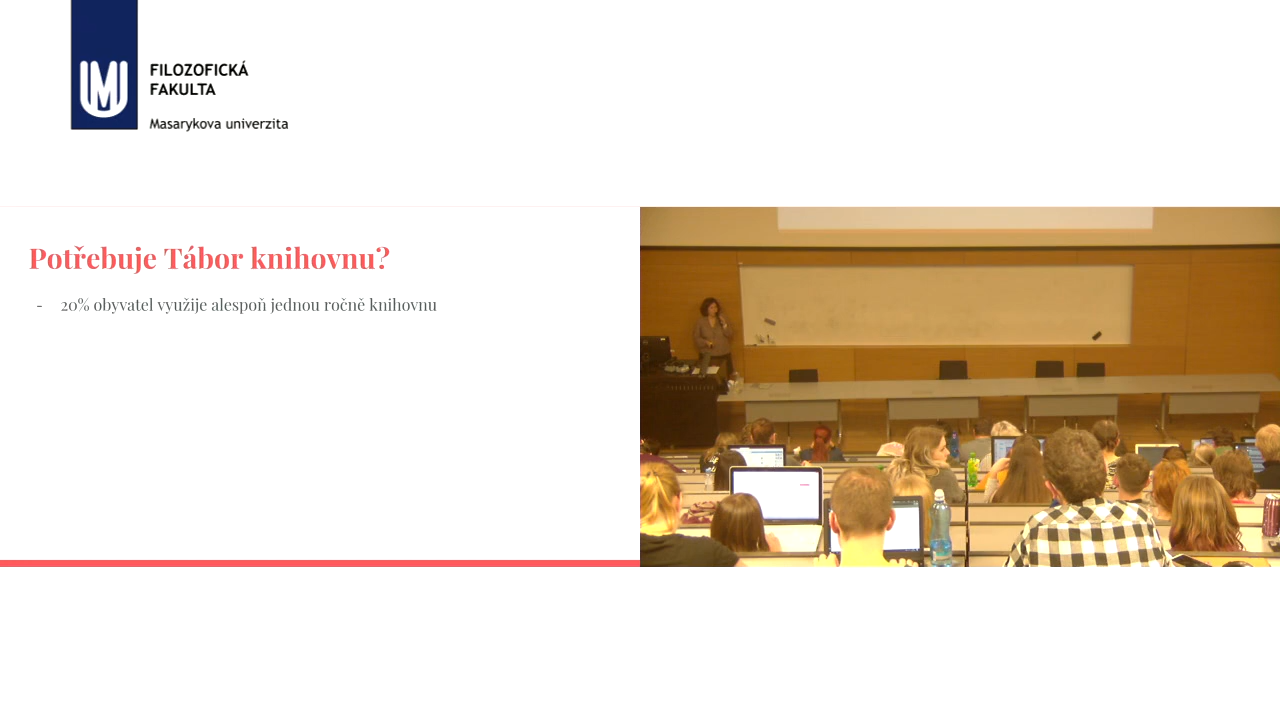 FILOZOFICKÁ
FAKULTA
Masarykova univerzita
Potřebuje Tábor knihovnu?
- 20% obyvatel využije alespoň jednou ročně knihovnu